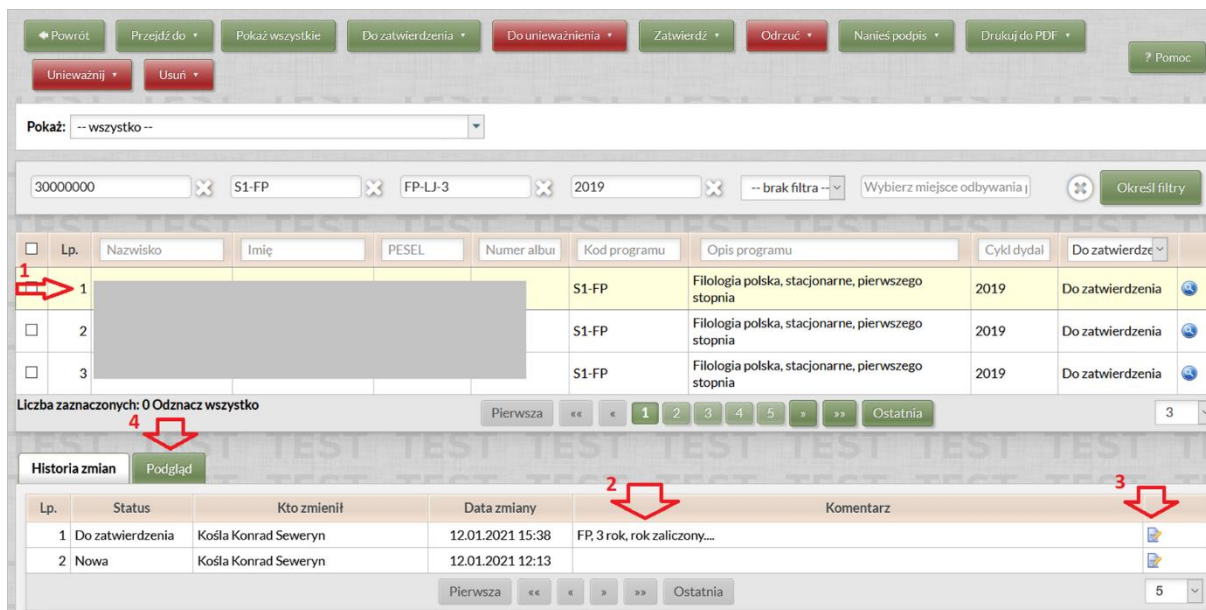 Powrót Przejdź do Pokaż wszystkie Do zatwierdzenia Do unieważnienia Zatwierdź Odrzuć Nanieś podpis Drukuj do PDF
? Pomoc
Unieważnij Usuń
Pokaż: -- wszystko --
30000000 S1-FP FP-LJ-3 2019 -- brak filtra -- Wybierz miejsce odbywania Określ filtry
TEST TEST TEST TEST TEST TEST
Lp. Nazwisko Imię PESEL Numer albu Kod programu Opis programu Cykl dydal Do zatwierdze
1
1 S1-FP Filologia polska, stacjonarne, pierwszego stopnia 2019 Do zatwierdzenia
2 S1-FP Filologia polska, stacjonarne, pierwszego stopnia 2019 Do zatwierdzenia
3 S1-FP Filologia polska, stacjonarne, pierwszego stopnia 2019 Do zatwierdzenia
Liczba zaznaczonych: 0 Odznacz wszystko
Pierwsza «« « 1 2 3 4 5 » »» Ostatnia 3
4
Historia zmian Podgląd
2 3
Lp. Status Kto zmienił Data zmiany Komentarz
1 Do zatwierdzenia Kośla Konrad Seweryn 12.01.2021 15:38 FP, 3 rok, rok zaliczony....
2 Nowa Kośla Konrad Seweryn 12.01.2021 12:13
Pierwsza «« « » »» Ostatnia 5